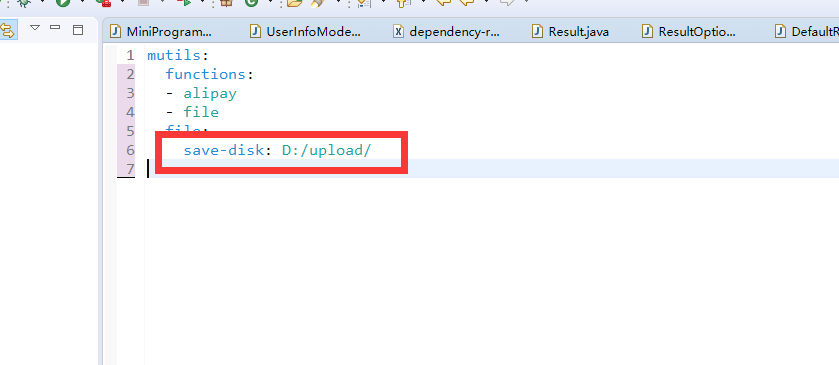 MiniProgram... UserInfoMode... dependency-r... Result.java ResultOptio... DefaultR
1 mutils:
2 functions:
3 - alipay
4 - file
5 file:
6 save-disk: D:/upload/
7